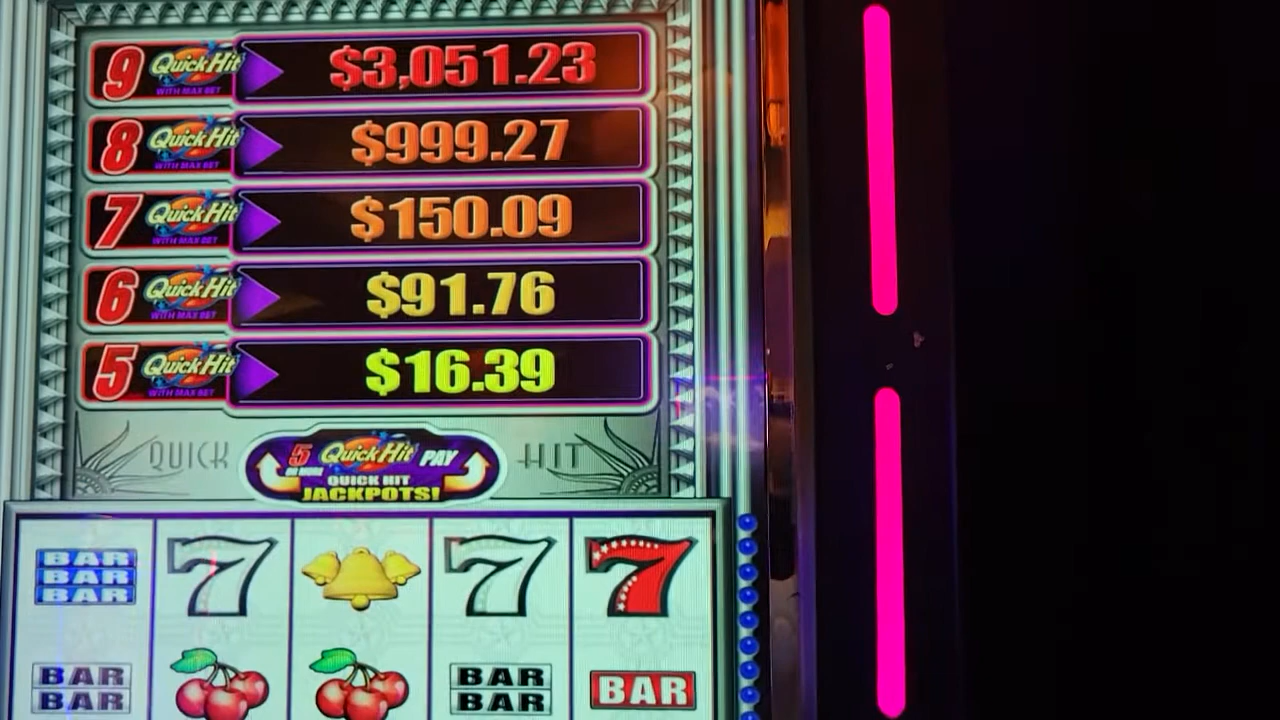 9 Quick Hit $3,051.23
WITH MAX BET
8 Quick Hit $999.27
WITH MAX BET
7 Quick Hit $150.09
WITH MAX BET
6 Quick Hit $91.76
WITH MAX BET
5 Quick Hit $16.39
WITH MAX BET
QUICK HIT
5 OR MORE Quick Hit PAY
QUICK HIT
JACKPOTS!
BAR 7 7 7
BAR
BAR
BAR BAR BAR
BAR BAR